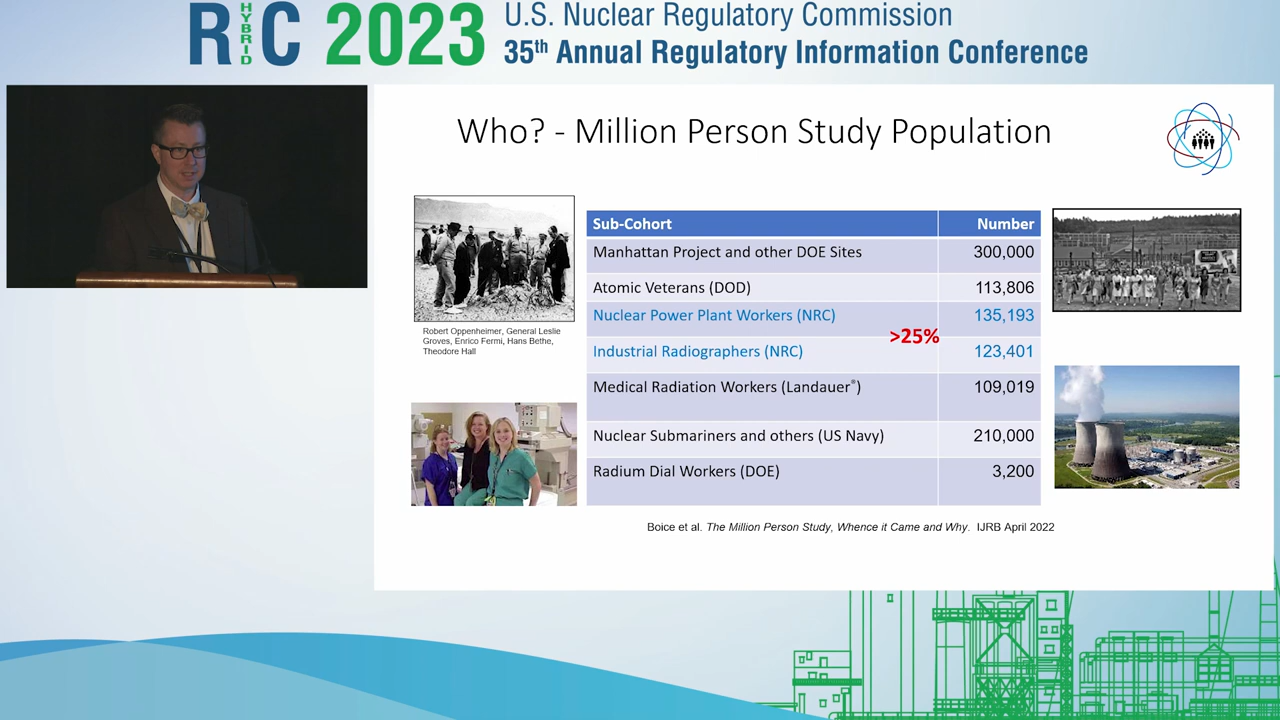 RIC HYBRID 2023
U.S. Nuclear Regulatory Commission
35th Annual Regulatory Information Conference
Who? - Million Person Study Population
Robert Oppenheimer, General Leslie
Groves, Enrico Fermi, Hans Bethe,
Theodore Hall
Sub-Cohort Number
Manhattan Project and other DOE Sites 300,000
Atomic Veterans (DOD) 113,806
Nuclear Power Plant Workers (NRC) 135,193
>25%
Industrial Radiographers (NRC) 123,401
Medical Radiation Workers (Landauer®) 109,019
Nuclear Submariners and others (US Navy) 210,000
Radium Dial Workers (DOE) 3,200
Boice et al. The Million Person Study, Whence it Came and Why. IJRB April 2022